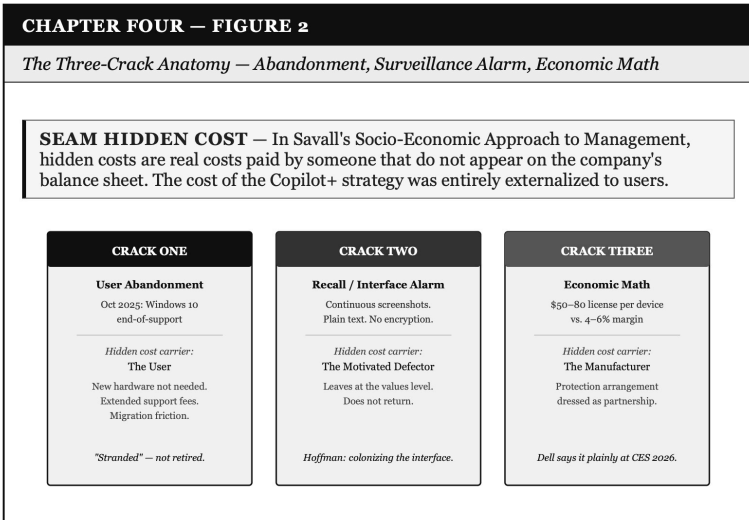 CHAPTER FOUR — FIGURE 2
The Three-Crack Anatomy — Abandonment, Surveillance Alarm, Economic Math
SEAM HIDDEN COST — In Savall's Socio-Economic Approach to Management,
hidden costs are real costs paid by someone that do not appear on the company's
balance sheet. The cost of the Copilot+ strategy was entirely externalized to users.
CRACK ONE
User Abandonment
Oct 2025: Windows 10
end-of-support
Hidden cost carrier:
The User
New hardware not needed.
Extended support fees.
Migration friction.
"Stranded" — not retired.
CRACK TWO
Recall / Interface Alarm
Continuous screenshots.
Plain text. No encryption.
Hidden cost carrier:
The Motivated Defector
Leaves at the values level.
Does not return.
Hoffman: colonizing the interface.
CRACK THREE
Economic Math
$50–80 license per device
vs. 4–6% margin
Hidden cost carrier:
The Manufacturer
Protection arrangement
dressed as partnership.
Dell says it plainly at CES 2026.